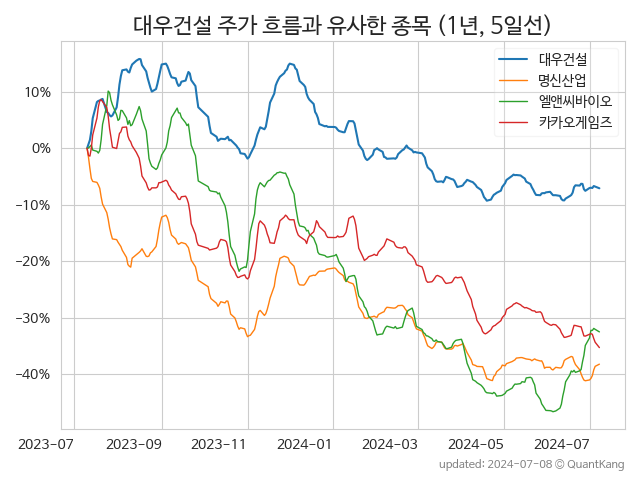 대우건설 주가 흐름과 유사한 종목 (1년, 5일선)
대우건설
명신산업
엘앤씨바이오
카카오게임즈
10%
0%
−10%
−20%
−30%
−40%
2023-07 2023-09 2023-11 2024-01 2024-03 2024-05 2024-07
updated: 2024-07-08 © QuantKang